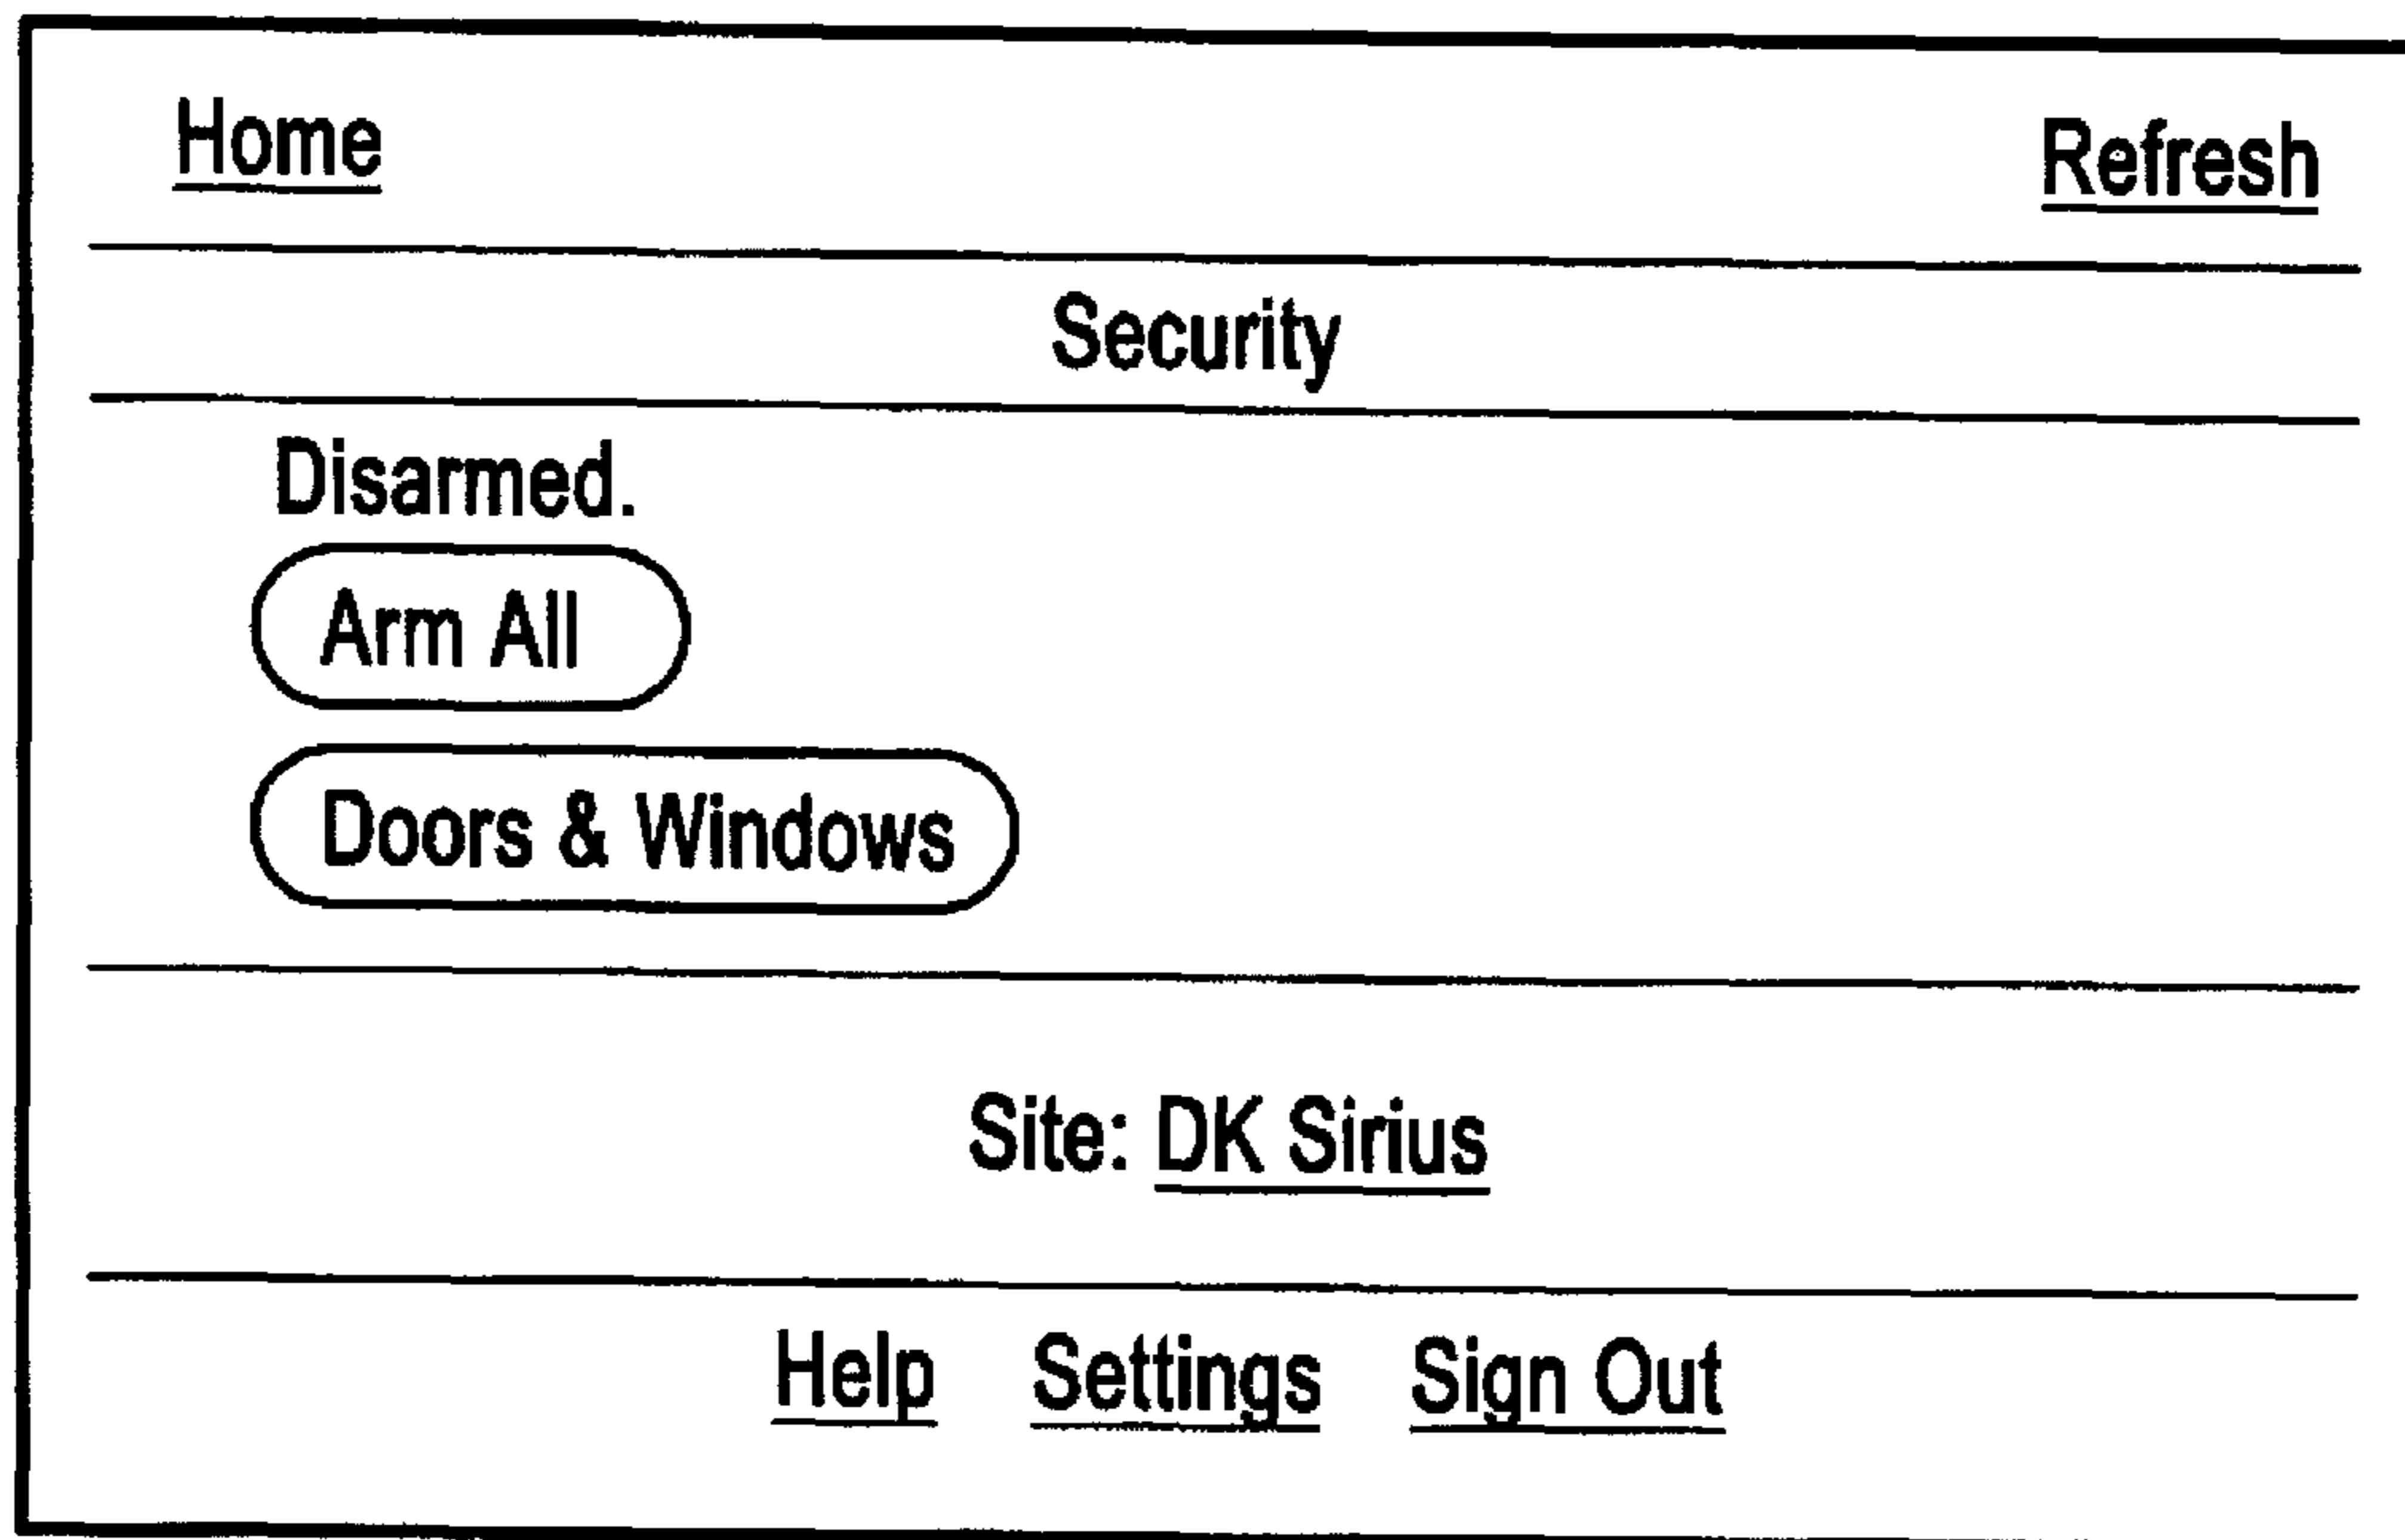 Home Refresh
Security
Disarmed.
Arm All
Doors & Windows
Site: DK Sirius
Help Settings Sign Out